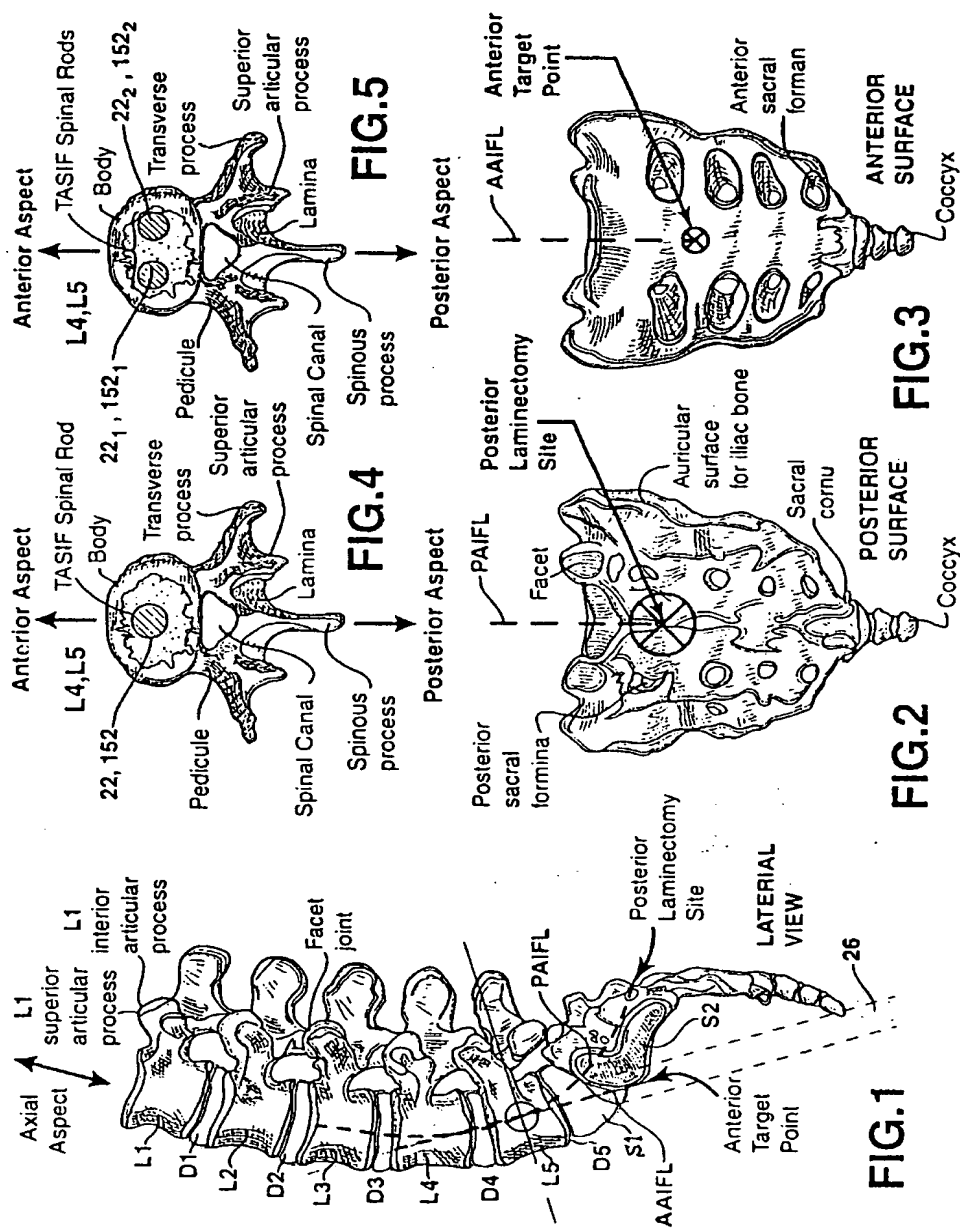 Axial
Aspect
L1
superior
articular
process
L1
interior
articular
process
L1
D1
L2
D2
L3
D3
L4
D4
L5
D5
S1
S2
Facet
joint
PAIFL
AAIFL
Posterior
Laminectomy
Site
Anterior
Target
Point
LATERIAL
VIEW
26
FIG.1
Anterior Aspect
L4,L5
TASIF Spinal Rod
22, 152
Body
Transverse
process
Pedicule
Superior
articular
process
Spinal Canal
Lamina
Spinous
process
Posterior Aspect
FIG.4
Anterior Aspect
L4,L5
TASIF Spinal Rods
22₁ , 152₁
22₂ , 152₂
Body
Transverse
process
Pedicule
Superior
articular
process
Spinal Canal
Lamina
Spinous
process
Posterior Aspect
FIG.5
PAIFL
Posterior
Laminectomy
Site
Facet
Posterior
sacral
formina
Auricular
surface
for iliac bone
Sacral
cornu
POSTERIOR
SURFACE
Coccyx
FIG.2
AAIFL
Anterior
Target
Point
Anterior
sacral
forman
ANTERIOR
SURFACE
Coccyx
FIG.3